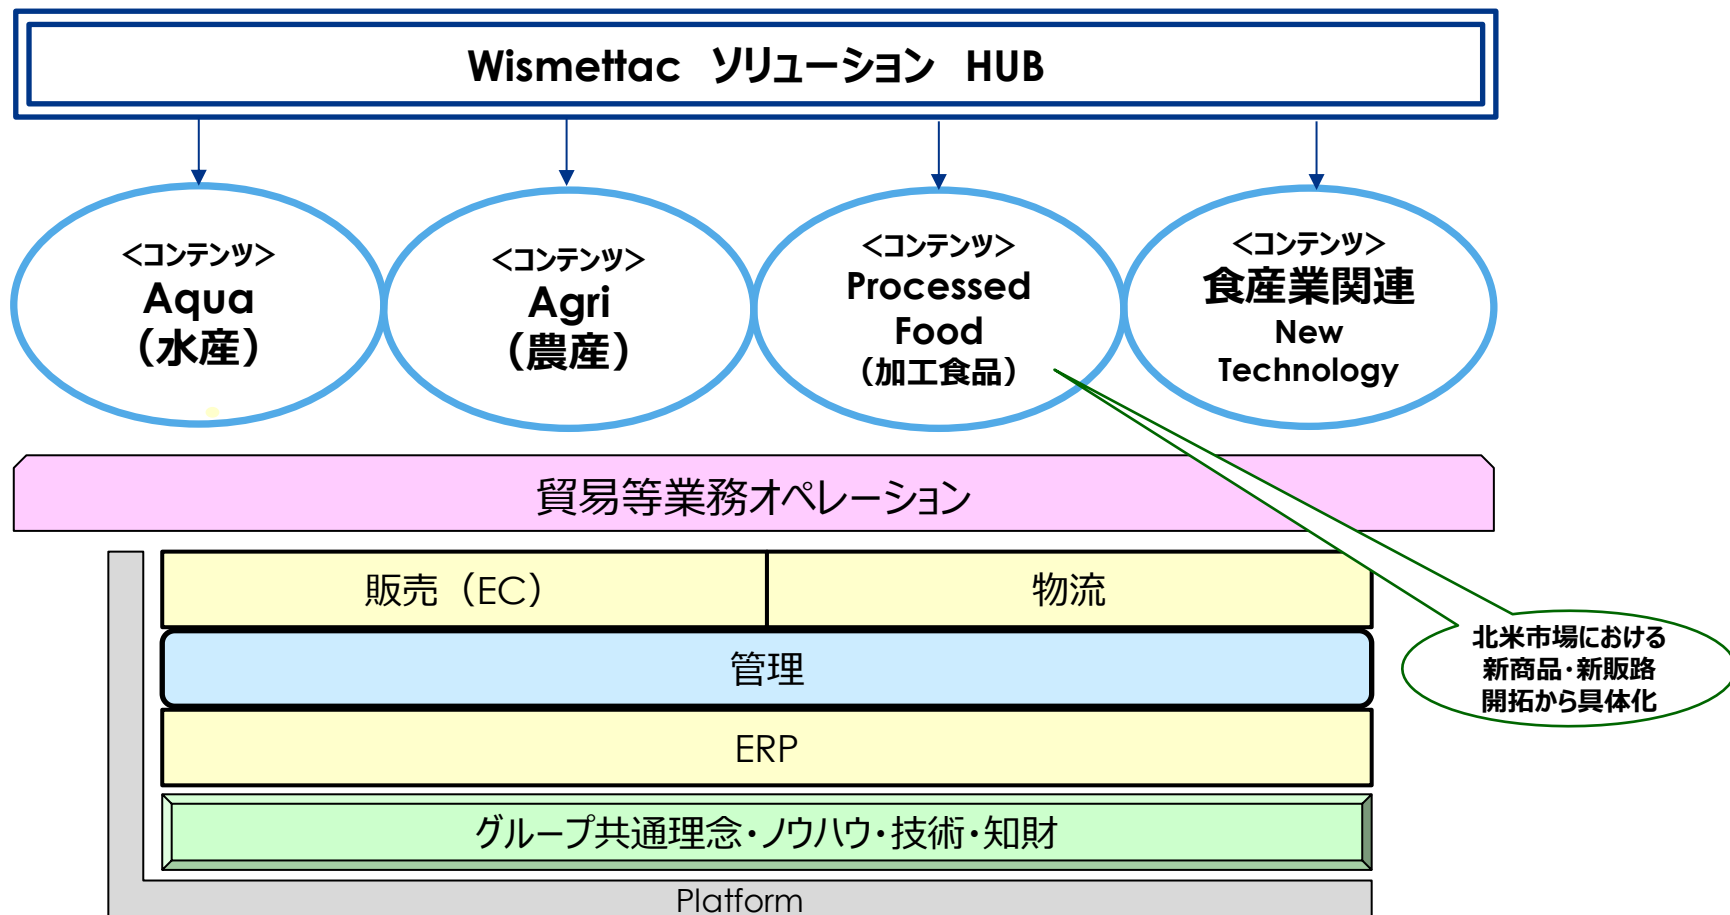 Wismettac ソリューション HUB
<コンテンツ>
Aqua
（水産）
<コンテンツ>
Agri
（農産）
<コンテンツ>
Processed
Food
（加工食品）
<コンテンツ>
食産業関連
New
Technology
貿易等業務オペレーション
販売（EC）
物流
北米市場における
新商品・新販路
開拓から具体化
管理
ERP
グループ共通理念・ノウハウ・技術・知財
Platform